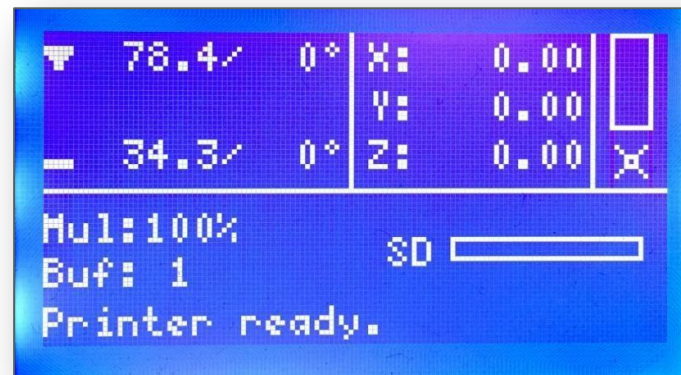 78.4/ 0° X: 0.00
Y: 0.00
34.3/ 0° Z: 0.00
Mul:100%
Buf: 1
SD
Printer ready.